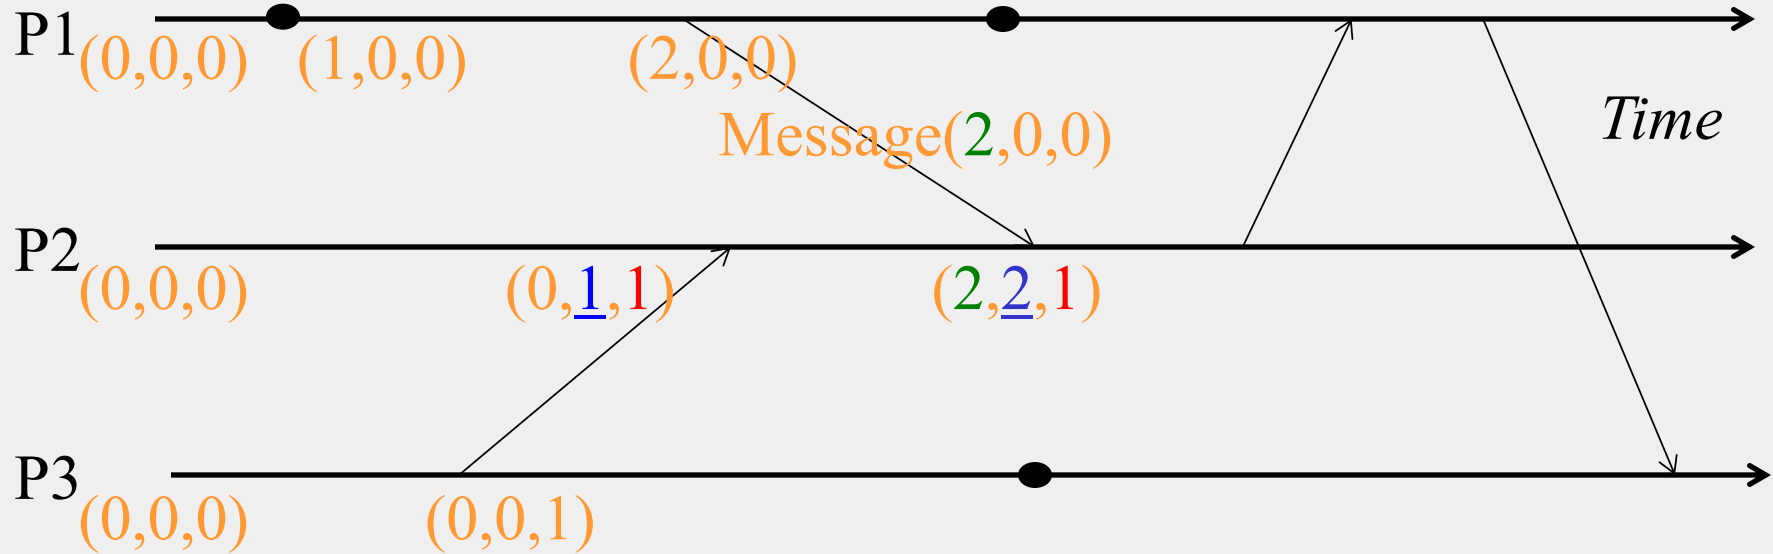 P1
(0,0,0) (1,0,0) (2,0,0)
Time
Message(2,0,0)
P2
(0,0,0) (0,1,1) (2,2,1)
P3
(0,0,0) (0,0,1)